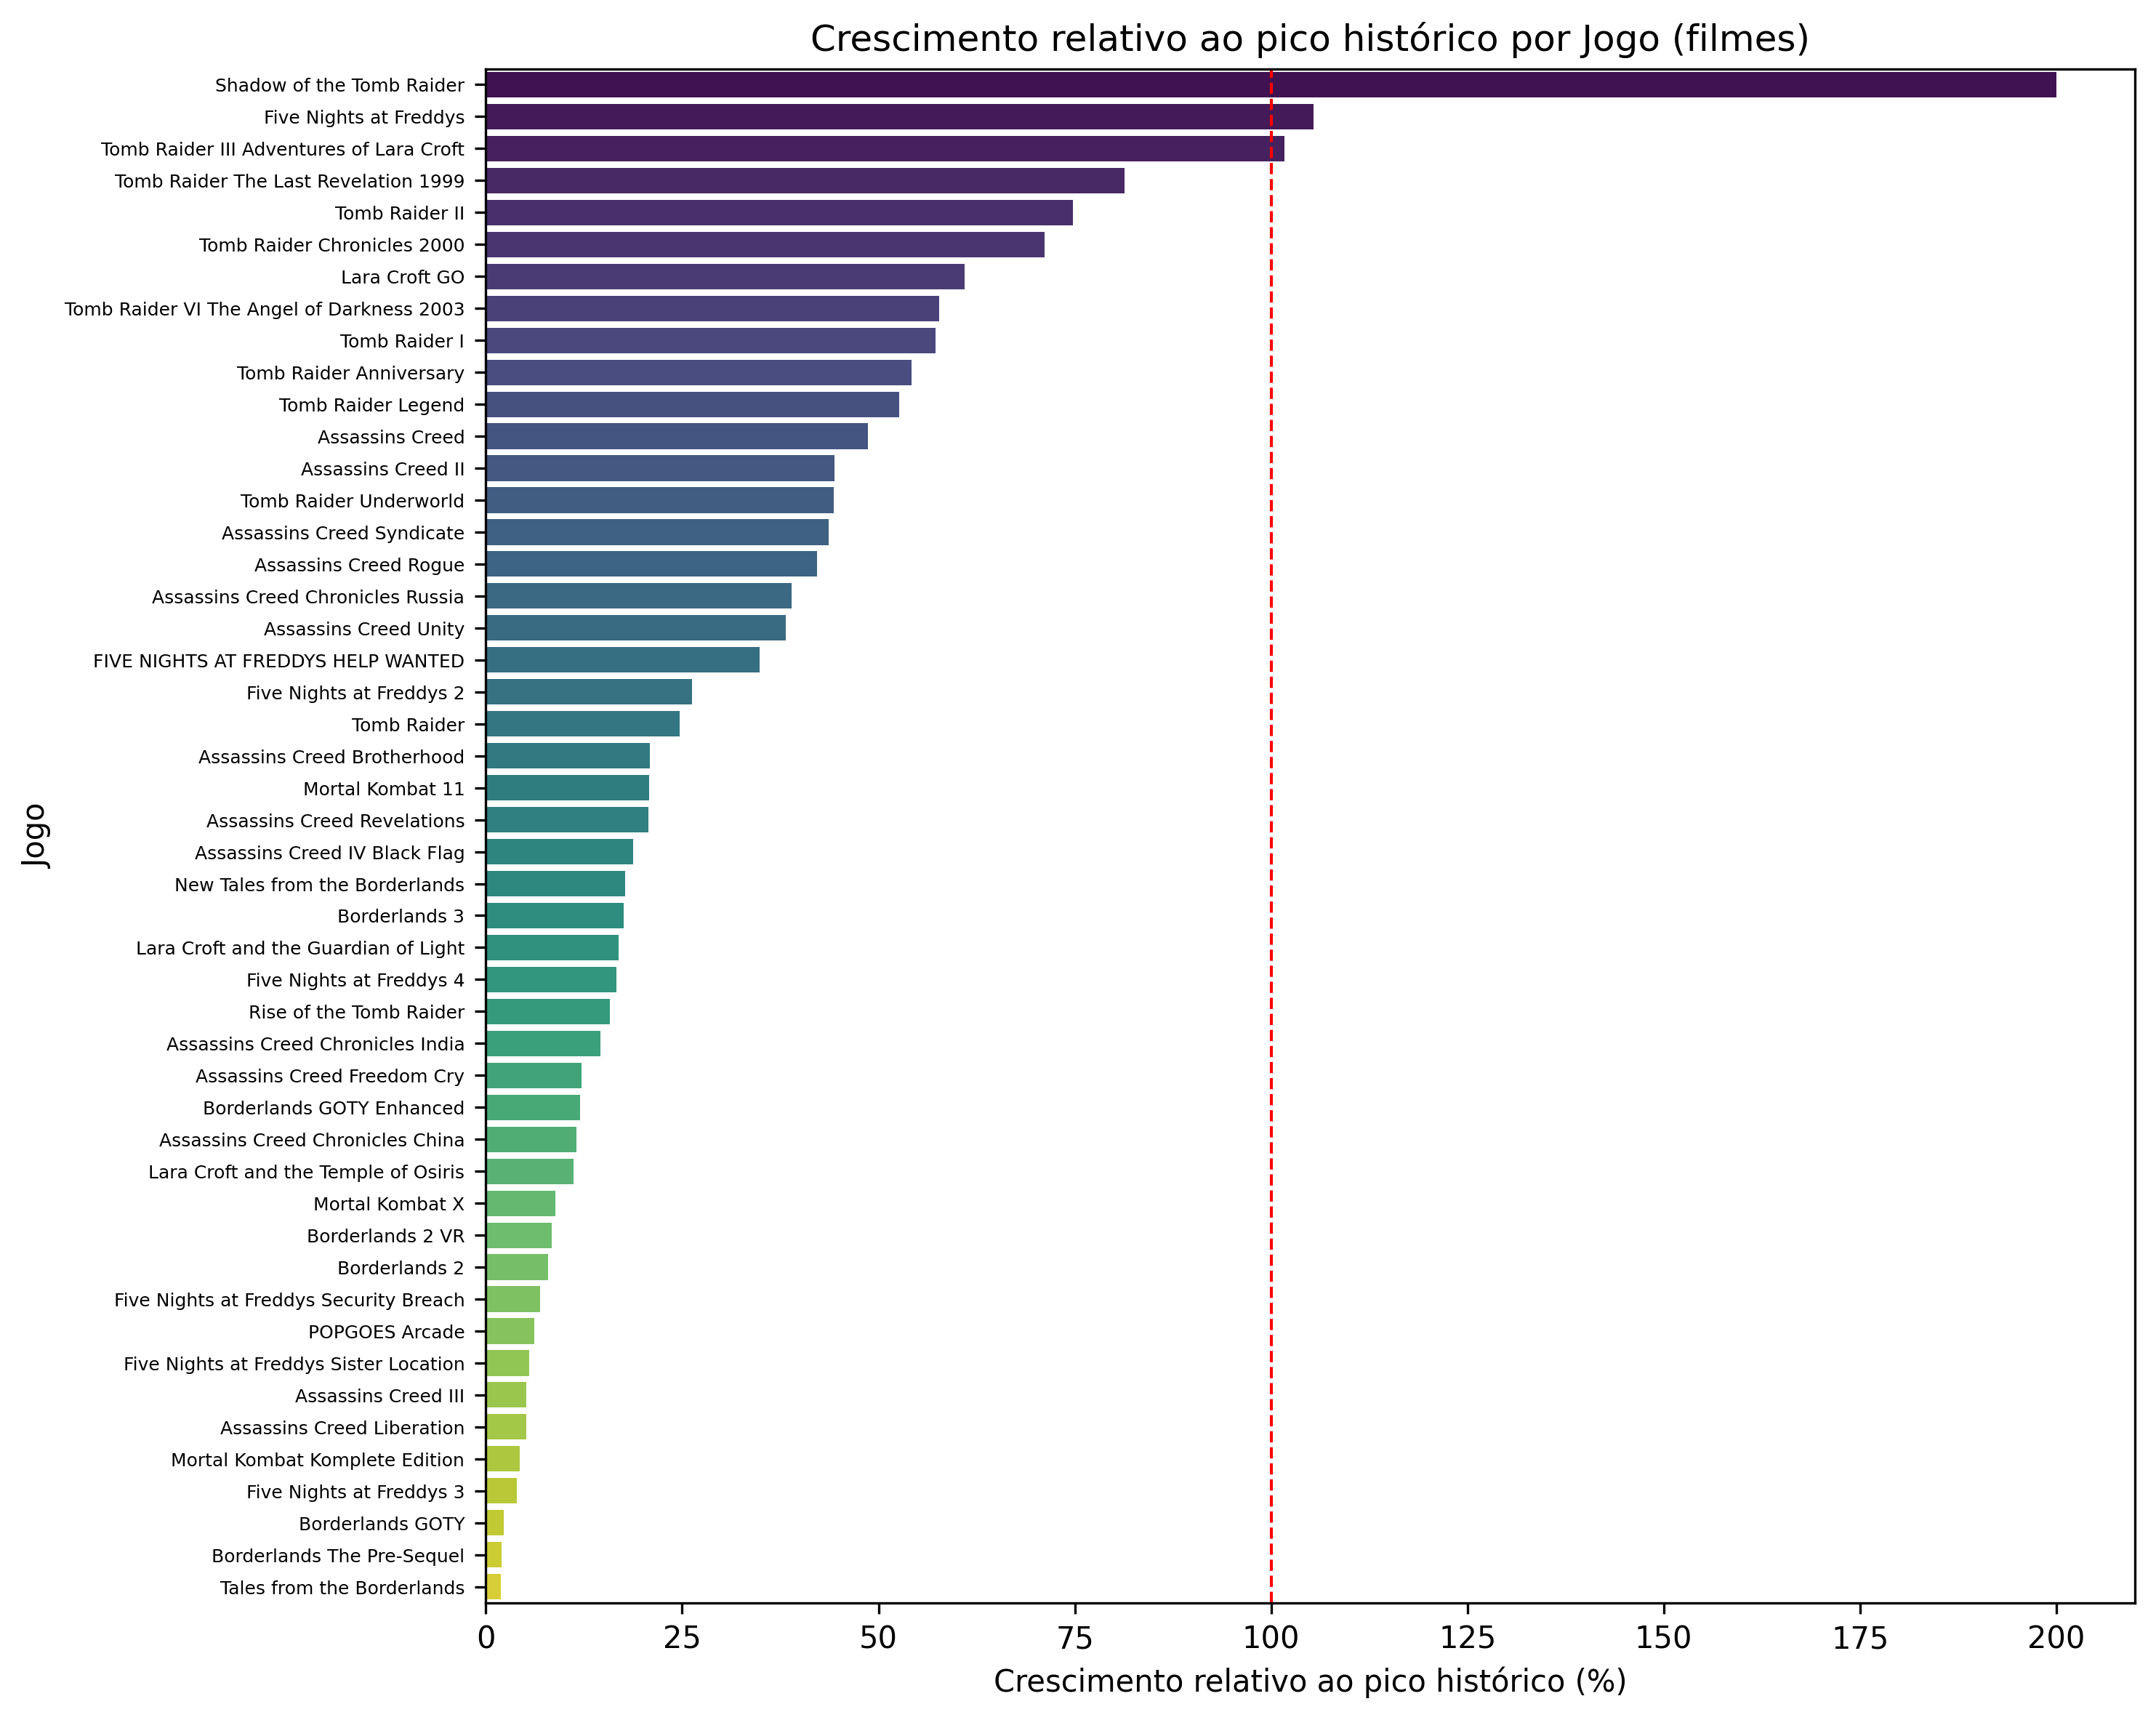 Crescimento relativo ao pico histórico por Jogo (filmes)
Shadow of the Tomb Raider
Five Nights at Freddys
Tomb Raider III Adventures of Lara Croft
Tomb Raider The Last Revelation 1999
Tomb Raider II
Tomb Raider Chronicles 2000
Lara Croft GO
Tomb Raider VI The Angel of Darkness 2003
Tomb Raider I
Tomb Raider Anniversary
Tomb Raider Legend
Assassins Creed
Assassins Creed II
Tomb Raider Underworld
Assassins Creed Syndicate
Assassins Creed Rogue
Assassins Creed Chronicles Russia
Assassins Creed Unity
FIVE NIGHTS AT FREDDYS HELP WANTED
Five Nights at Freddys 2
Tomb Raider
Assassins Creed Brotherhood
Mortal Kombat 11
Assassins Creed Revelations
Assassins Creed IV Black Flag
New Tales from the Borderlands
Borderlands 3
Lara Croft and the Guardian of Light
Five Nights at Freddys 4
Rise of the Tomb Raider
Assassins Creed Chronicles India
Assassins Creed Freedom Cry
Borderlands GOTY Enhanced
Assassins Creed Chronicles China
Lara Croft and the Temple of Osiris
Mortal Kombat X
Borderlands 2 VR
Borderlands 2
Five Nights at Freddys Security Breach
POPGOES Arcade
Five Nights at Freddys Sister Location
Assassins Creed III
Assassins Creed Liberation
Mortal Kombat Komplete Edition
Five Nights at Freddys 3
Borderlands GOTY
Borderlands The Pre-Sequel
Tales from the Borderlands
Jogo
0 25 50 75 100 125 150 175 200
Crescimento relativo ao pico histórico (%)